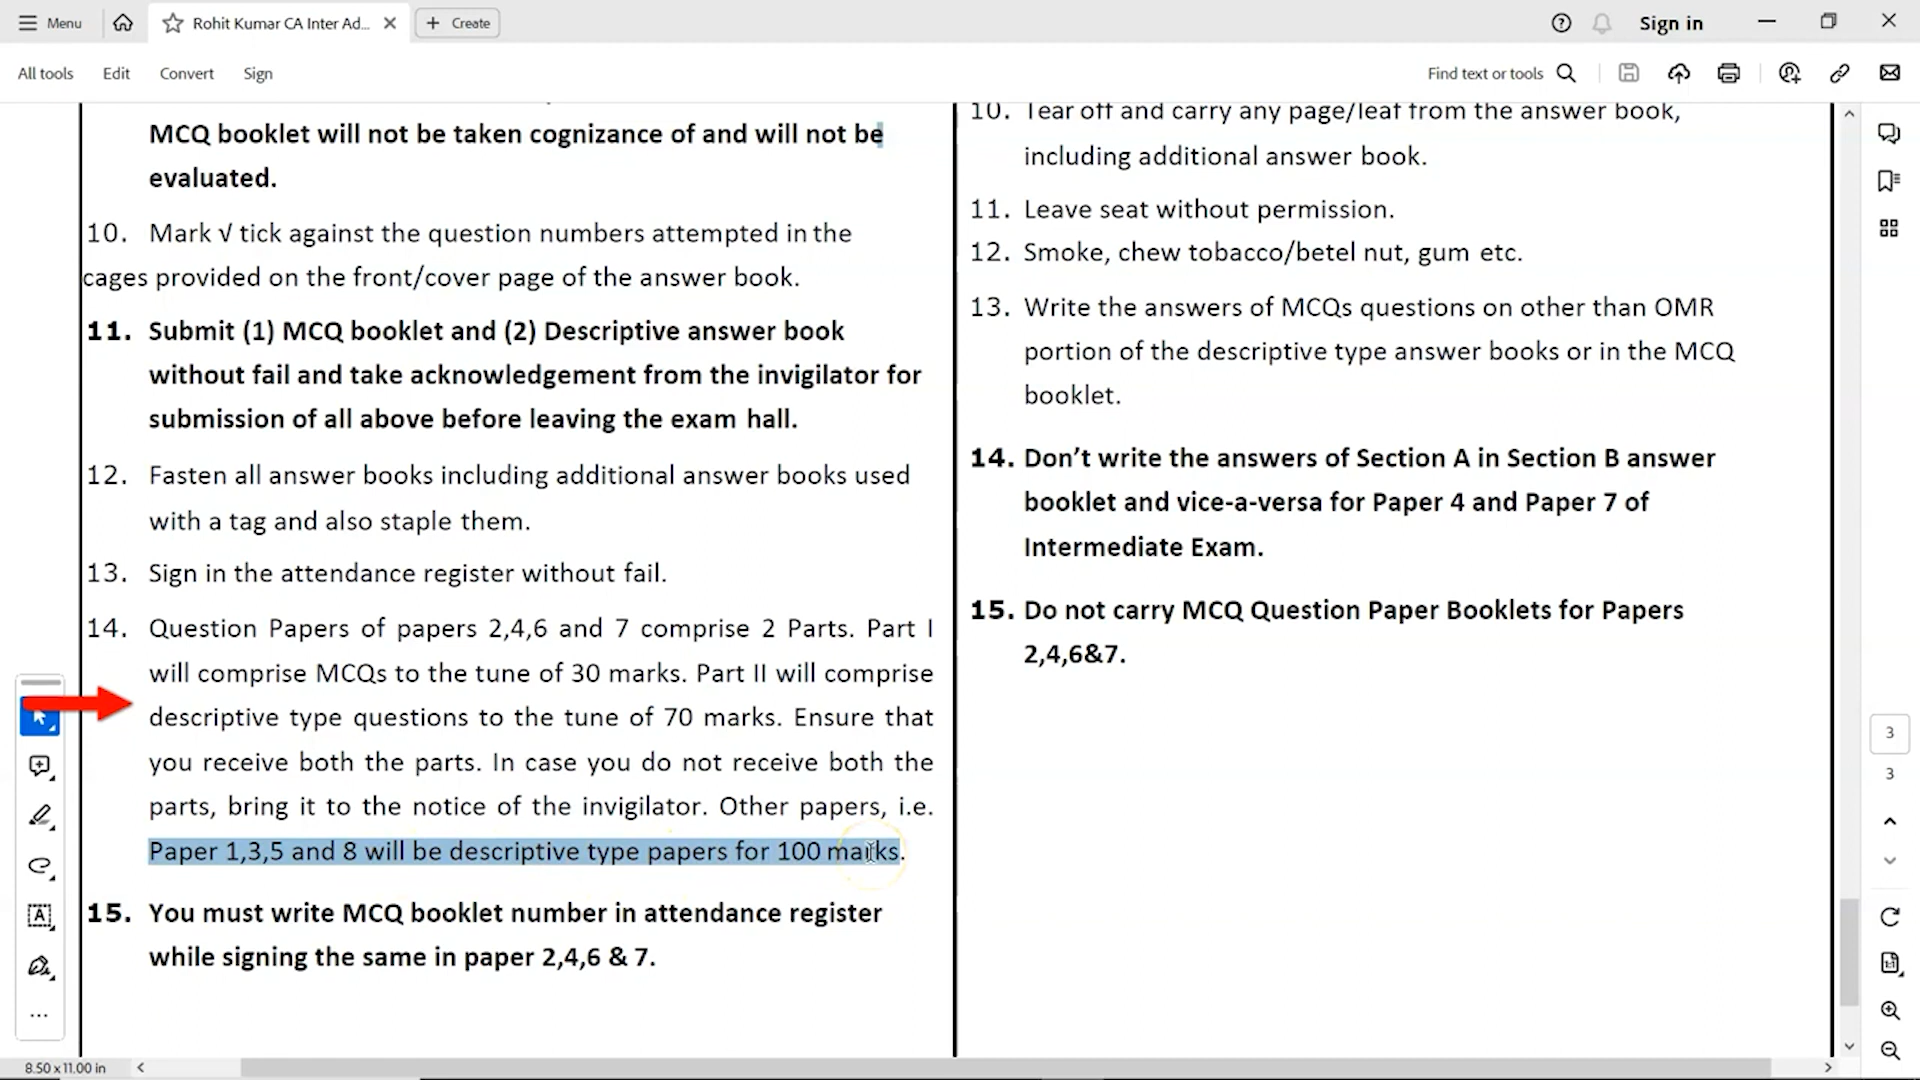 Menu
Rohit Kumar CA Inter Ad...
Create
Sign in
All tools
Edit
Convert
Sign
Find text or tools
MCQ booklet will not be taken cognizance of and will not be
evaluated.
10. Mark √ tick against the question numbers attempted in the
cages provided on the front/cover page of the answer book.
11. Submit (1) MCQ booklet and (2) Descriptive answer book
without fail and take acknowledgement from the invigilator for
submission of all above before leaving the exam hall.
12. Fasten all answer books including additional answer books used
with a tag and also staple them.
13. Sign in the attendance register without fail.
14. Question Papers of papers 2,4,6 and 7 comprise 2 Parts. Part I
will comprise MCQs to the tune of 30 marks. Part II will comprise
descriptive type questions to the tune of 70 marks. Ensure that
you receive both the parts. In case you do not receive both the
parts, bring it to the notice of the invigilator. Other papers, i.e.
Paper 1,3,5 and 8 will be descriptive type papers for 100 marks.
15. You must write MCQ booklet number in attendance register
while signing the same in paper 2,4,6 & 7.
10. Tear off and carry any page/leaf from the answer book,
including additional answer book.
11. Leave seat without permission.
12. Smoke, chew tobacco/betel nut, gum etc.
13. Write the answers of MCQs questions on other than OMR
portion of the descriptive type answer books or in the MCQ
booklet.
14. Don’t write the answers of Section A in Section B answer
booklet and vice-a-versa for Paper 4 and Paper 7 of
Intermediate Exam.
15. Do not carry MCQ Question Paper Booklets for Papers
2,4,6&7.
3
3
8.50 x 11.00 in